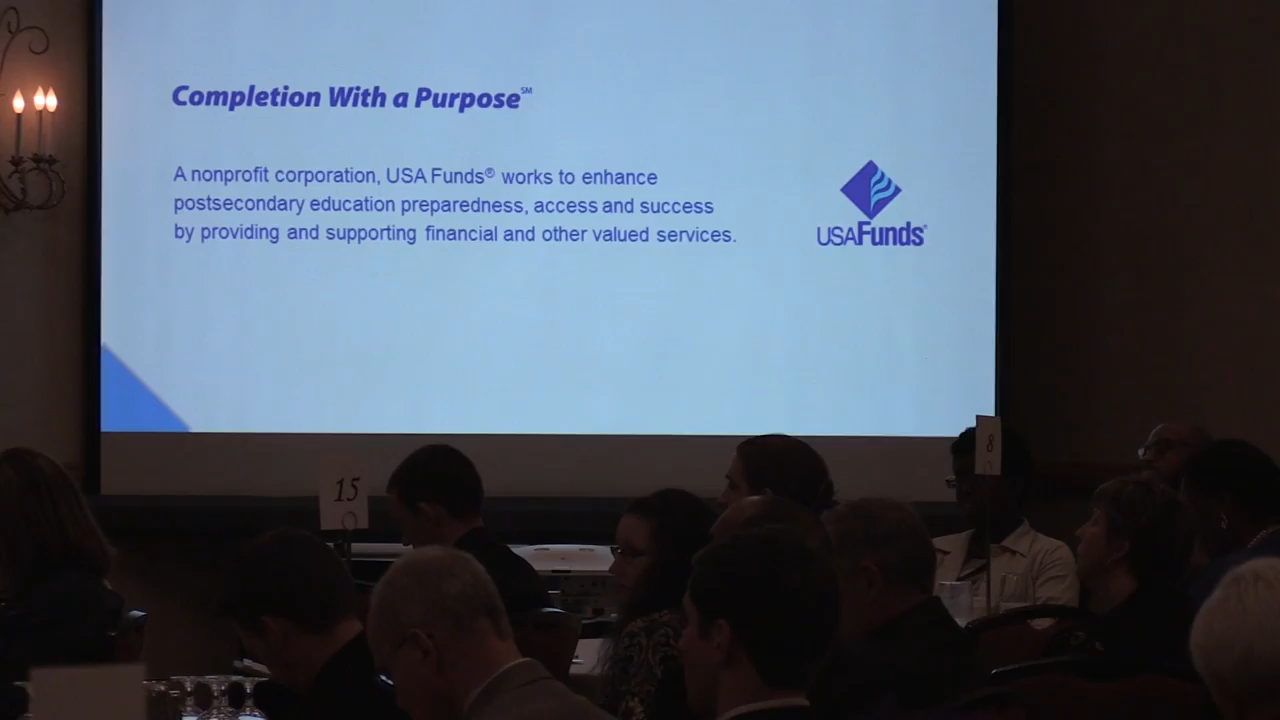 Completion With a Purpose℠
A nonprofit corporation, USA Funds® works to enhance
postsecondary education preparedness, access and success
by providing and supporting financial and other valued services.
USAFunds®
15
8